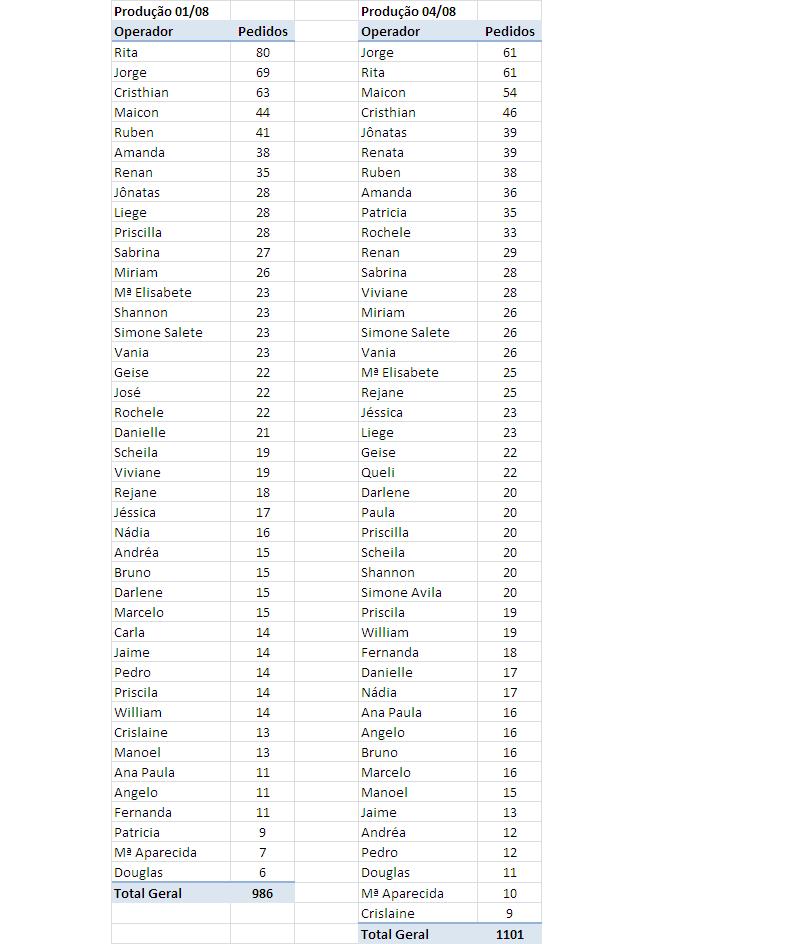 Produção 01/08 Produção 04/08
Operador Pedidos Operador Pedidos
Rita 80 Jorge 61
Jorge 69 Rita 61
Cristhian 63 Maicon 54
Maicon 44 Cristhian 46
Ruben 41 Jônatas 39
Amanda 38 Renata 39
Renan 35 Ruben 38
Jônatas 28 Amanda 36
Liege 28 Patricia 35
Priscilla 28 Rochele 33
Sabrina 27 Renan 29
Miriam 26 Sabrina 28
Mª Elisabete 23 Viviane 28
Shannon 23 Miriam 26
Simone Salete 23 Simone Salete 26
Vania 23 Vania 26
Geise 22 Mª Elisabete 25
José 22 Rejane 25
Rochele 22 Jéssica 23
Danielle 21 Liege 23
Scheila 19 Geise 22
Viviane 19 Queli 22
Rejane 18 Darlene 20
Jéssica 17 Paula 20
Nádia 16 Priscilla 20
Andréa 15 Scheila 20
Bruno 15 Shannon 20
Darlene 15 Simone Avila 20
Marcelo 15 Priscila 19
Carla 14 William 19
Jaime 14 Fernanda 18
Pedro 14 Danielle 17
Priscila 14 Nádia 17
William 14 Ana Paula 16
Crislaine 13 Angelo 16
Manoel 13 Bruno 16
Ana Paula 11 Marcelo 16
Angelo 11 Manoel 15
Fernanda 11 Jaime 13
Patricia 9 Andréa 12
Mª Aparecida 7 Pedro 12
Douglas 6 Douglas 11
Total Geral 986 Mª Aparecida 10
Crislaine 9
Total Geral 1101